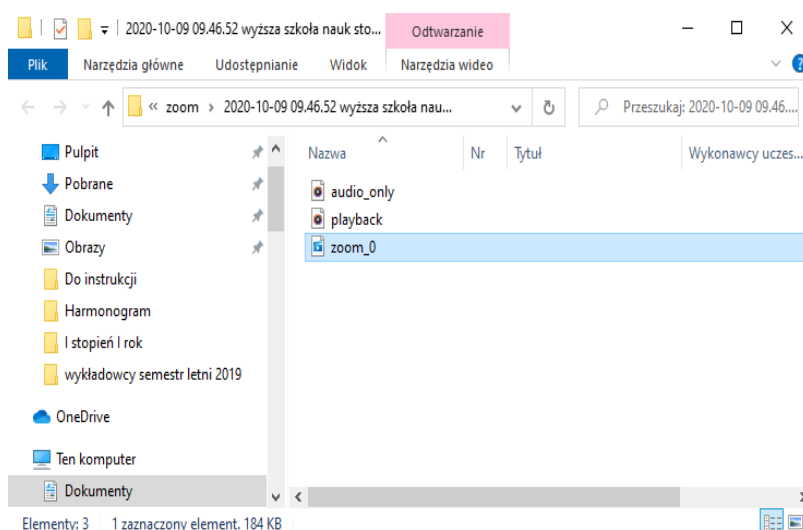 2020-10-09 09.46.52 wyższa szkoła nauk sto...
Odtwarzanie
Plik Narzędzia główne Udostępnianie Widok Narzędzia wideo
« zoom › 2020-10-09 09.46.52 wyższa szkoła nau...
Przeszukaj: 2020-10-09 09.46....
Pulpit
Pobrane
Dokumenty
Obrazy
Do instrukcji
Harmonogram
I stopień I rok
wykładowcy semestr letni 2019
OneDrive
Ten komputer
Dokumenty
Nazwa Nr Tytuł Wykonawcy uczes...
audio_only
playback
zoom_0
Elementy: 3 1 zaznaczony element. 184 KB